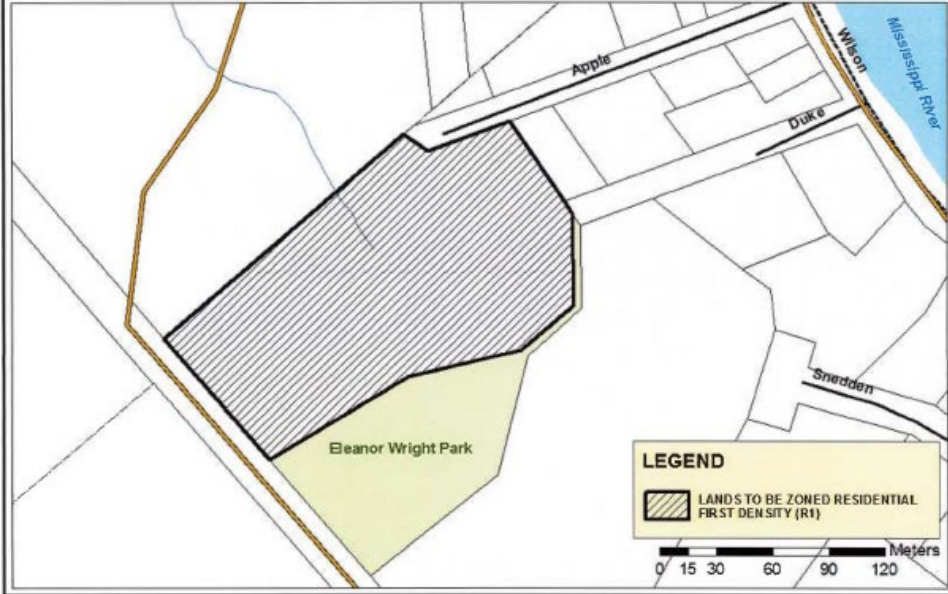 Apple
Wilson
Mississippi River
Duke
Snedden
Eleanor Wright Park
LEGEND
LANDS TO BE ZONED RESIDENTIAL
FIRST DENSITY (R1)
Meters
0 15 30 60 90 120